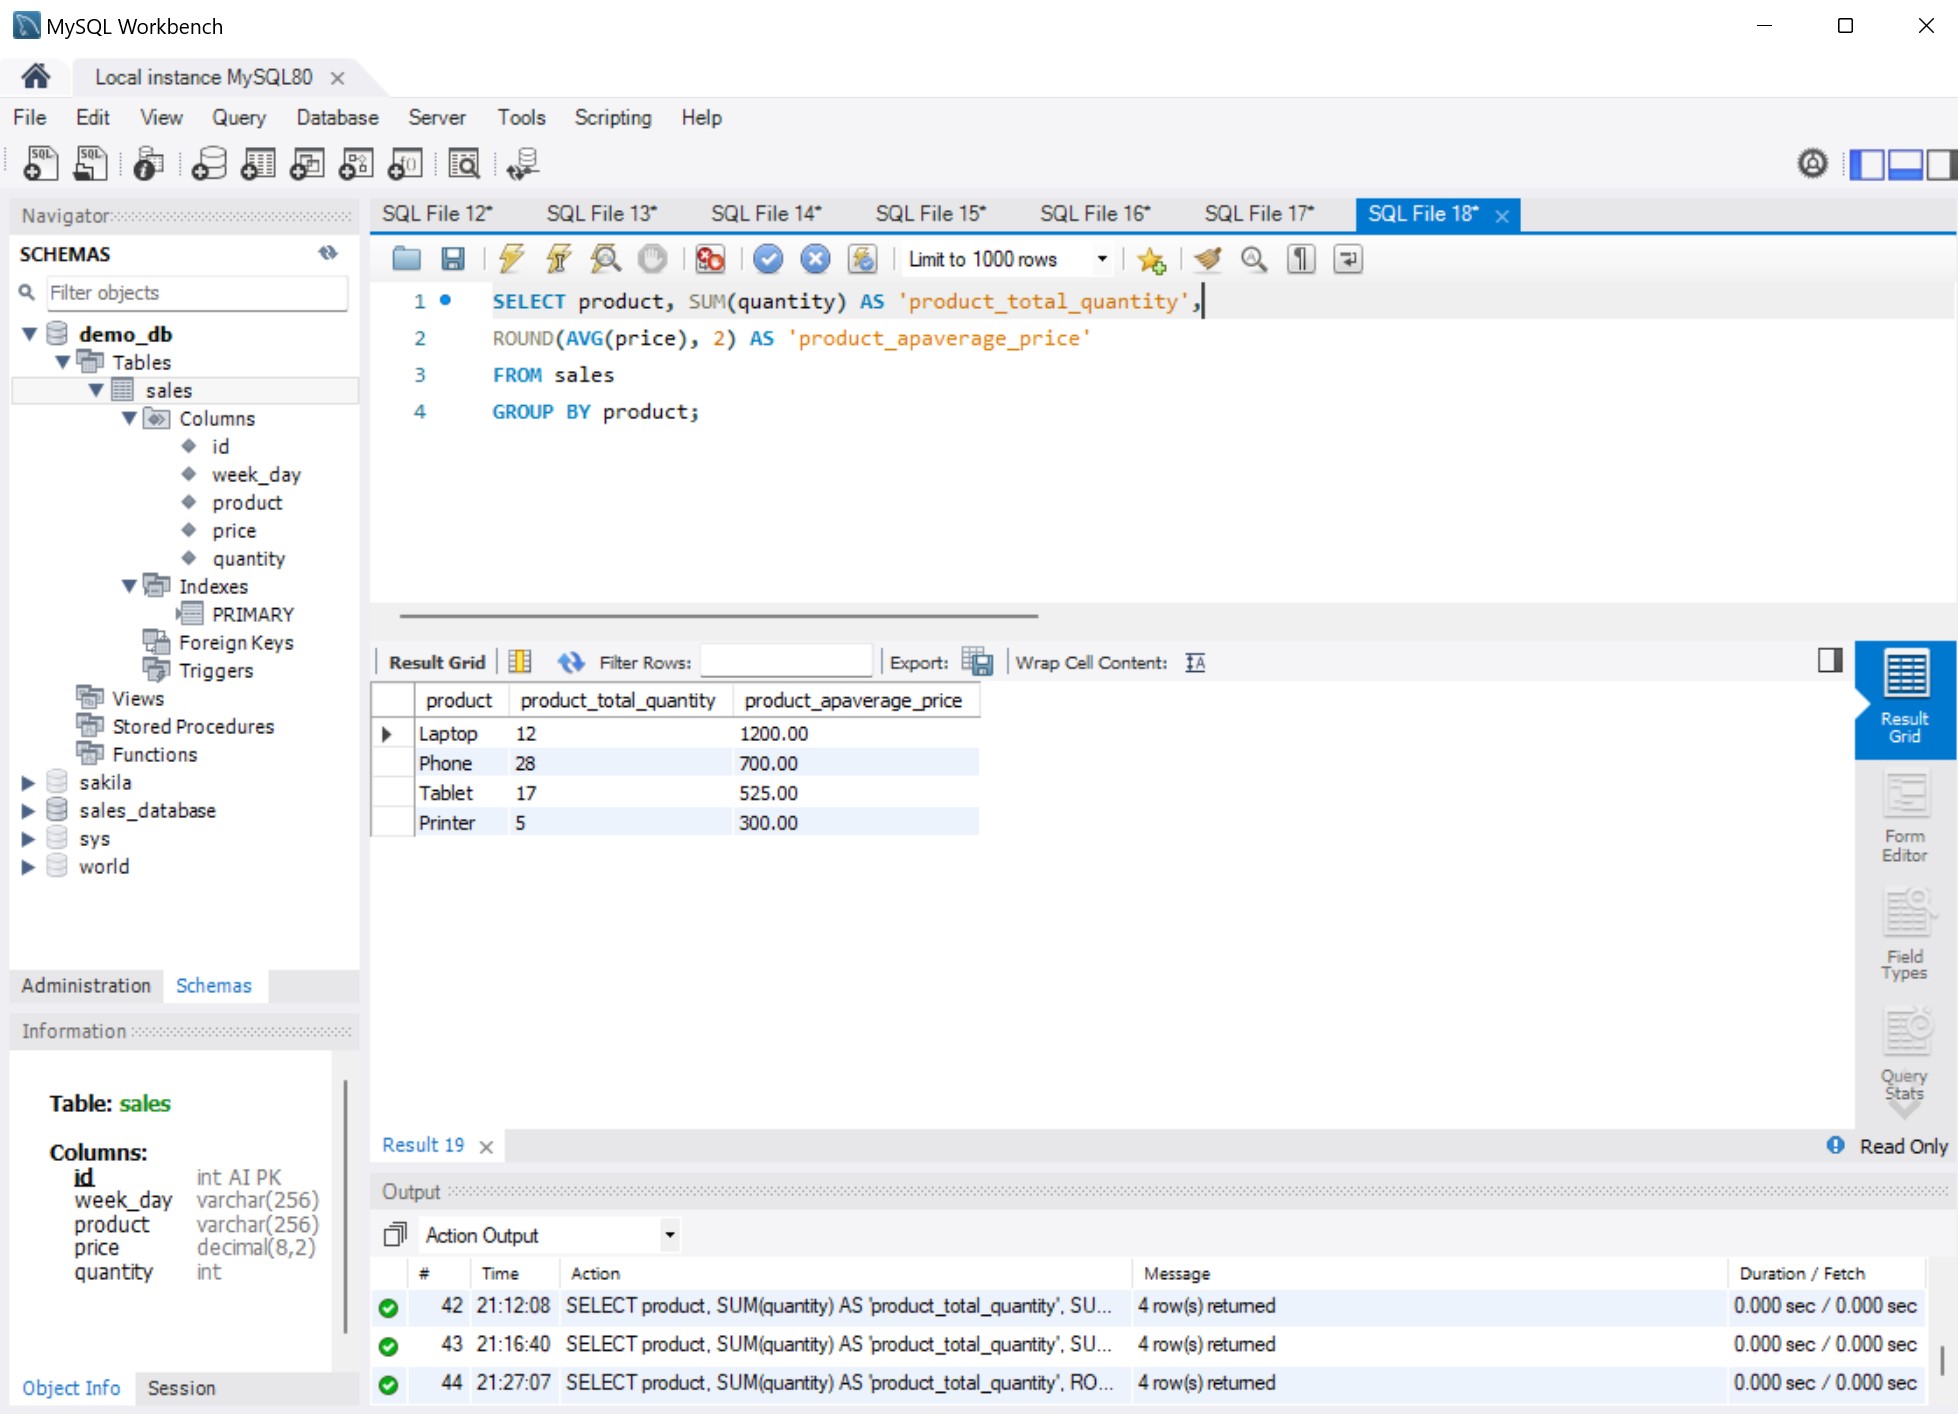 MySQL Workbench
Local instance MySQL80
File Edit View Query Database Server Tools Scripting Help
Navigator
SCHEMAS
Filter objects
demo_db
Tables
sales
Columns
id
week_day
product
price
quantity
Indexes
PRIMARY
Foreign Keys
Triggers
Views
Stored Procedures
Functions
sakila
sales_database
sys
world
Administration Schemas
Information
Table: sales
Columns:
id int AI PK
week_day varchar(256)
product varchar(256)
price decimal(8,2)
quantity int
Object Info Session
SQL File 12* SQL File 13* SQL File 14* SQL File 15* SQL File 16* SQL File 17* SQL File 18*
Limit to 1000 rows
1 SELECT product, SUM(quantity) AS 'product_total_quantity',
2 ROUND(AVG(price), 2) AS 'product_apaverage_price'
3 FROM sales
4 GROUP BY product;
Result Grid Filter Rows: Export: Wrap Cell Content:
product product_total_quantity product_apaverage_price
Laptop 12 1200.00
Phone 28 700.00
Tablet 17 525.00
Printer 5 300.00
Result
Grid
Form
Editor
Field
Types
Query
Stats
Result 19
Read Only
Output
Action Output
# Time Action Message Duration / Fetch
42 21:12:08 SELECT product, SUM(quantity) AS 'product_total_quantity', SU... 4 row(s) returned 0.000 sec / 0.000 sec
43 21:16:40 SELECT product, SUM(quantity) AS 'product_total_quantity', SU... 4 row(s) returned 0.000 sec / 0.000 sec
44 21:27:07 SELECT product, SUM(quantity) AS 'product_total_quantity', RO... 4 row(s) returned 0.000 sec / 0.000 sec